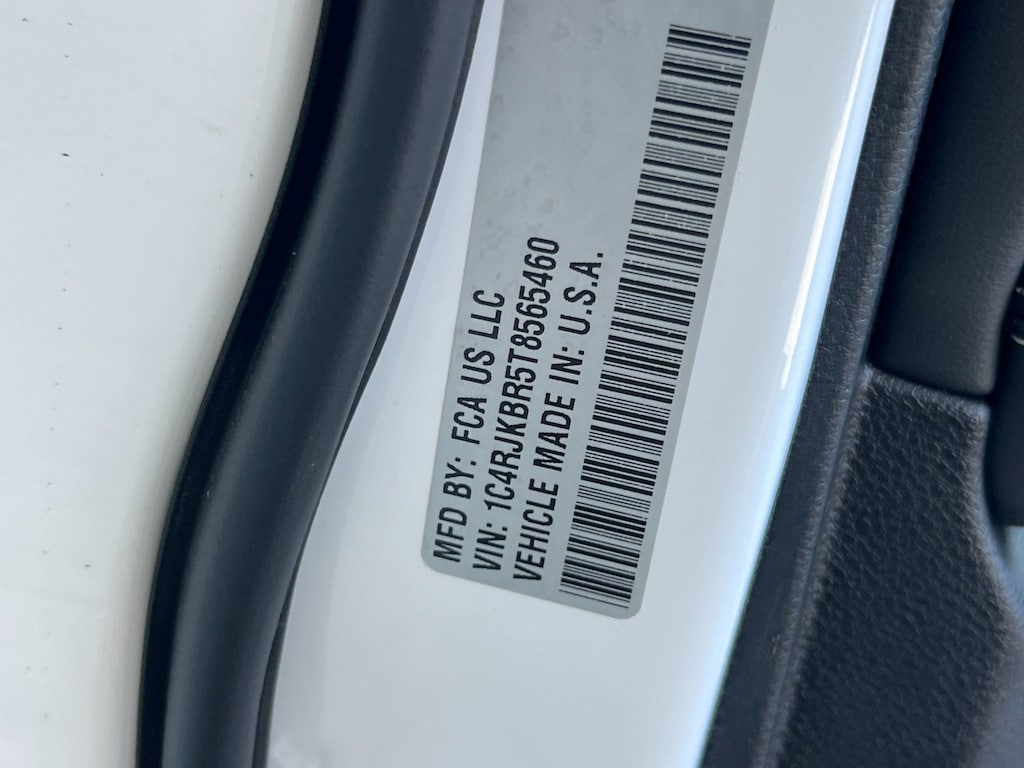 MFD BY: FCA US LLC
VIN: 1C4RJKBR5T8565460
VEHICLE MADE IN: U.S.A.